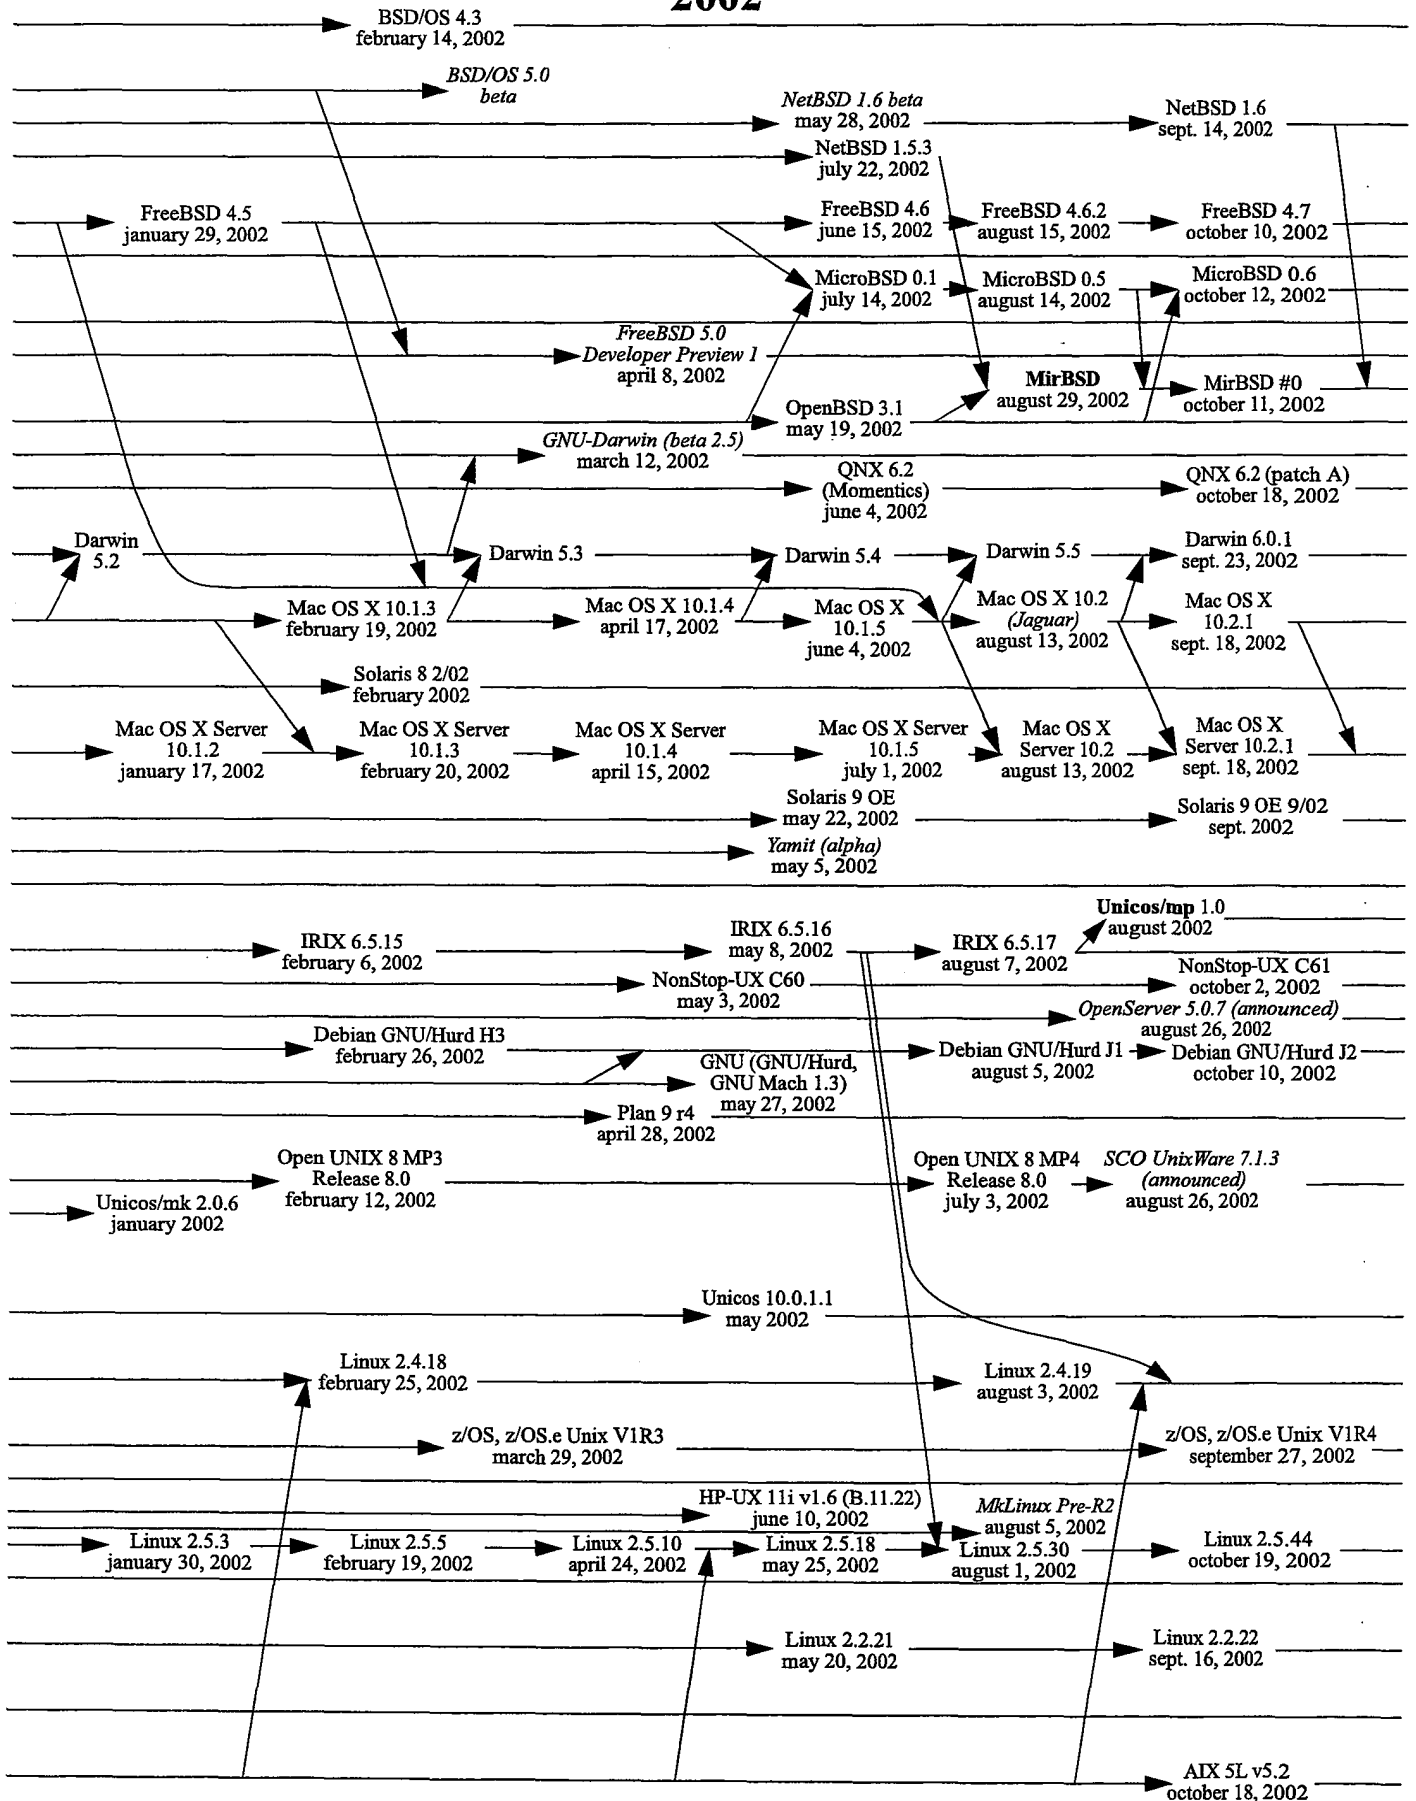 2002
BSD/OS 4.3
february 14, 2002
BSD/OS 5.0
beta
NetBSD 1.6 beta
may 28, 2002
NetBSD 1.6
sept. 14, 2002
NetBSD 1.5.3
july 22, 2002
FreeBSD 4.5
january 29, 2002
FreeBSD 4.6
june 15, 2002
FreeBSD 4.6.2
august 15, 2002
FreeBSD 4.7
october 10, 2002
MicroBSD 0.1
july 14, 2002
MicroBSD 0.5
august 14, 2002
MicroBSD 0.6
october 12, 2002
FreeBSD 5.0
Developer Preview 1
april 8, 2002
MirBSD
august 29, 2002
MirBSD #0
october 11, 2002
OpenBSD 3.1
may 19, 2002
GNU-Darwin (beta 2.5)
march 12, 2002
QNX 6.2
(Momentics)
june 4, 2002
QNX 6.2 (patch A)
october 18, 2002
Darwin
5.2
Darwin 5.3
Darwin 5.4
Darwin 5.5
Darwin 6.0.1
sept. 23, 2002
Mac OS X 10.1.3
february 19, 2002
Mac OS X 10.1.4
april 17, 2002
Mac OS X
10.1.5
june 4, 2002
Mac OS X 10.2
(Jaguar)
august 13, 2002
Mac OS X
10.2.1
sept. 18, 2002
Solaris 8 2/02
february 2002
Mac OS X Server
10.1.2
january 17, 2002
Mac OS X Server
10.1.3
february 20, 2002
Mac OS X Server
10.1.4
april 15, 2002
Mac OS X Server
10.1.5
july 1, 2002
Mac OS X
Server 10.2
august 13, 2002
Mac OS X
Server 10.2.1
sept. 18, 2002
Solaris 9 OE
may 22, 2002
Solaris 9 OE 9/02
sept. 2002
Yamit (alpha)
may 5, 2002
Unicos/mp 1.0
august 2002
IRIX 6.5.15
february 6, 2002
IRIX 6.5.16
may 8, 2002
IRIX 6.5.17
august 7, 2002
NonStop-UX C60
may 3, 2002
NonStop-UX C61
october 2, 2002
OpenServer 5.0.7 (announced)
august 26, 2002
Debian GNU/Hurd H3
february 26, 2002
Debian GNU/Hurd J1
august 5, 2002
Debian GNU/Hurd J2
october 10, 2002
GNU (GNU/Hurd,
GNU Mach 1.3)
may 27, 2002
Plan 9 r4
april 28, 2002
Open UNIX 8 MP3
Release 8.0
february 12, 2002
Open UNIX 8 MP4
Release 8.0
july 3, 2002
SCO UnixWare 7.1.3
(announced)
august 26, 2002
Unicos/mk 2.0.6
january 2002
Unicos 10.0.1.1
may 2002
Linux 2.4.18
february 25, 2002
Linux 2.4.19
august 3, 2002
z/OS, z/OS.e Unix V1R3
march 29, 2002
z/OS, z/OS.e Unix V1R4
september 27, 2002
HP-UX 11i v1.6 (B.11.22)
june 10, 2002
MkLinux Pre-R2
august 5, 2002
Linux 2.5.3
january 30, 2002
Linux 2.5.5
february 19, 2002
Linux 2.5.10
april 24, 2002
Linux 2.5.18
may 25, 2002
Linux 2.5.30
august 1, 2002
Linux 2.5.44
october 19, 2002
Linux 2.2.21
may 20, 2002
Linux 2.2.22
sept. 16, 2002
AIX 5L v5.2
october 18, 2002